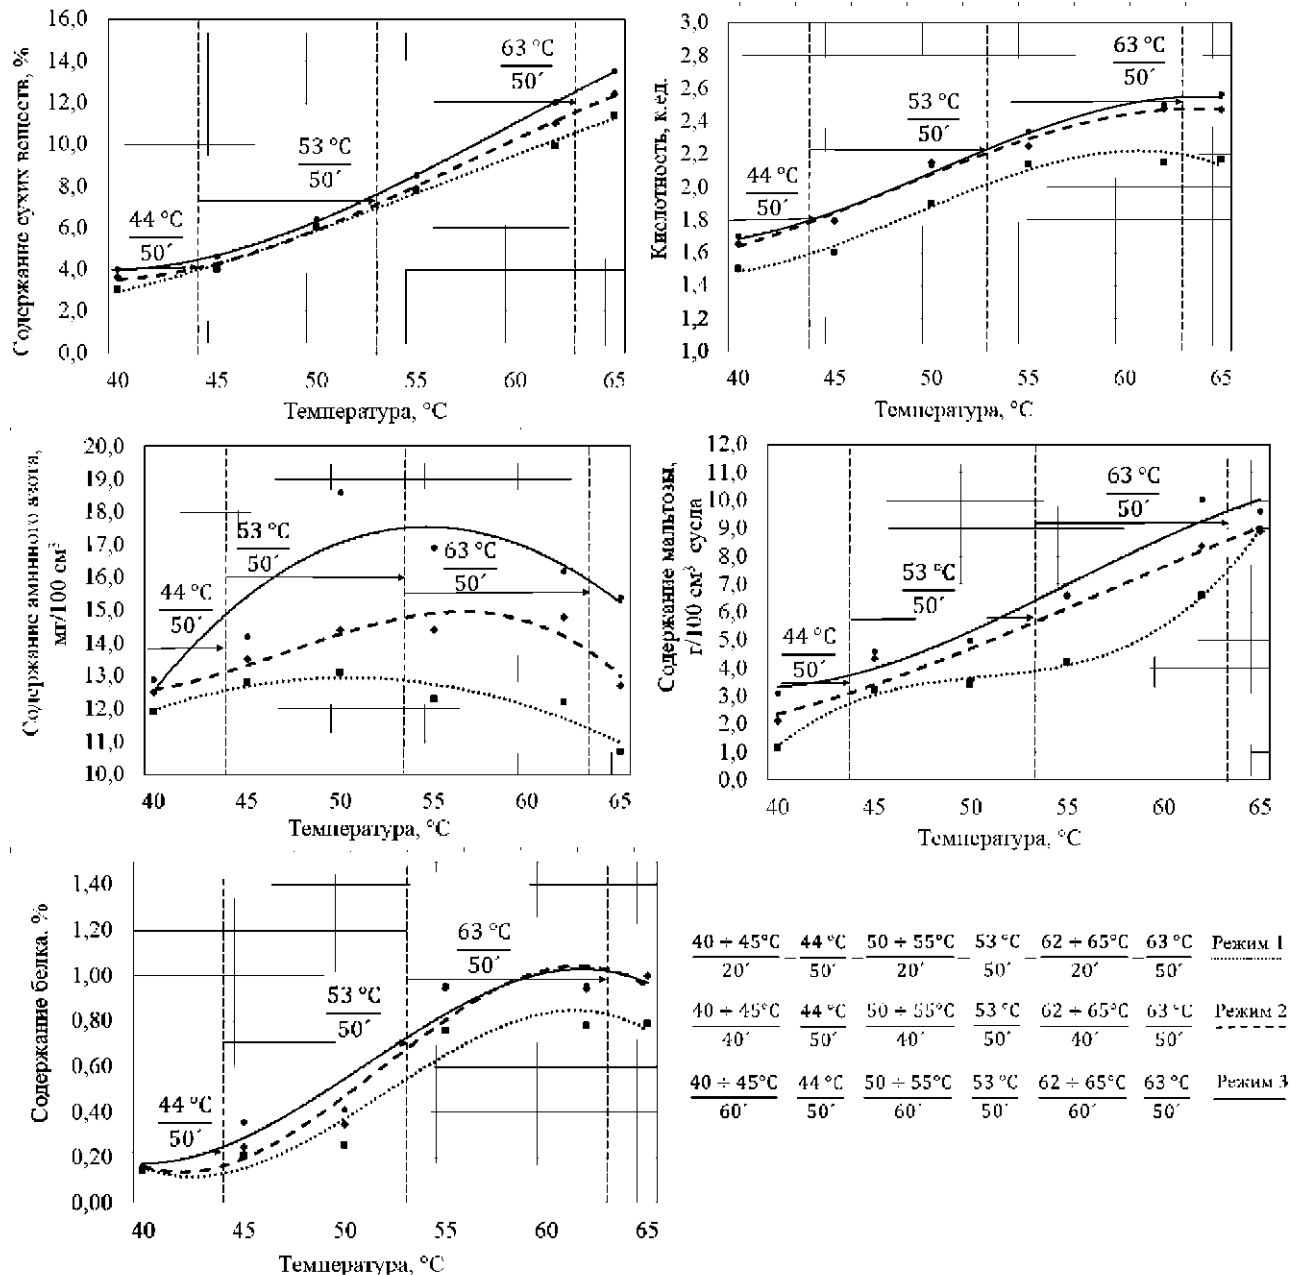 Содержание сухих веществ, %
16,0
14,0
12,0
10,0
8,0
6,0
4,0
2,0
0,0
44 °C
50´
53 °C
50´
63 °C
50´
40 45 50 55 60 65
Температура, °C
Кислотность, к.ед.
3,0
2,8
2,6
2,4
2,2
2,0
1,8
1,6
1,4
1,2
1,0
44 °C
50´
53 °C
50´
63 °C
50´
40 45 50 55 60 65
Температура, °C
Содержание аминного азота,
мг/100 см³
20,0
19,0
18,0
17,0
16,0
15,0
14,0
13,0
12,0
11,0
10,0
44 °C
50´
53 °C
50´
63 °C
50´
40 45 50 55 60 65
Температура, °C
Содержание мальтозы,
г/100 см³ сусла
12,0
11,0
10,0
9,0
8,0
7,0
6,0
5,0
4,0
3,0
2,0
1,0
0,0
44 °C
50´
53 °C
50´
63 °C
50´
40 45 50 55 60 65
Температура, °C
Содержание белка. %
1,40
1,20
1,00
0,80
0,60
0,40
0,20
0,00
44 °C
50´
53 °C
50´
63 °C
50´
40 45 50 55 60 65
Температура, °C
40 ÷ 45°C – 44 °C – 50 ÷ 55°C – 53 °C – 62 ÷ 65°C – 63 °C Режим 1
20´ 50´ 20´ 50´ 20´ 50´
40 ÷ 45°C 44 °C 50 ÷ 55°C 53 °C 62 ÷ 65°C 63 °C Режим 2
40´ 50´ 40´ 50´ 40´ 50´
40 ÷ 45°C 44 °C 50 ÷ 55°C 53 °C 62 ÷ 65°C 63 °C Режим 3
60´ 50´ 60´ 50´ 60´ 50´